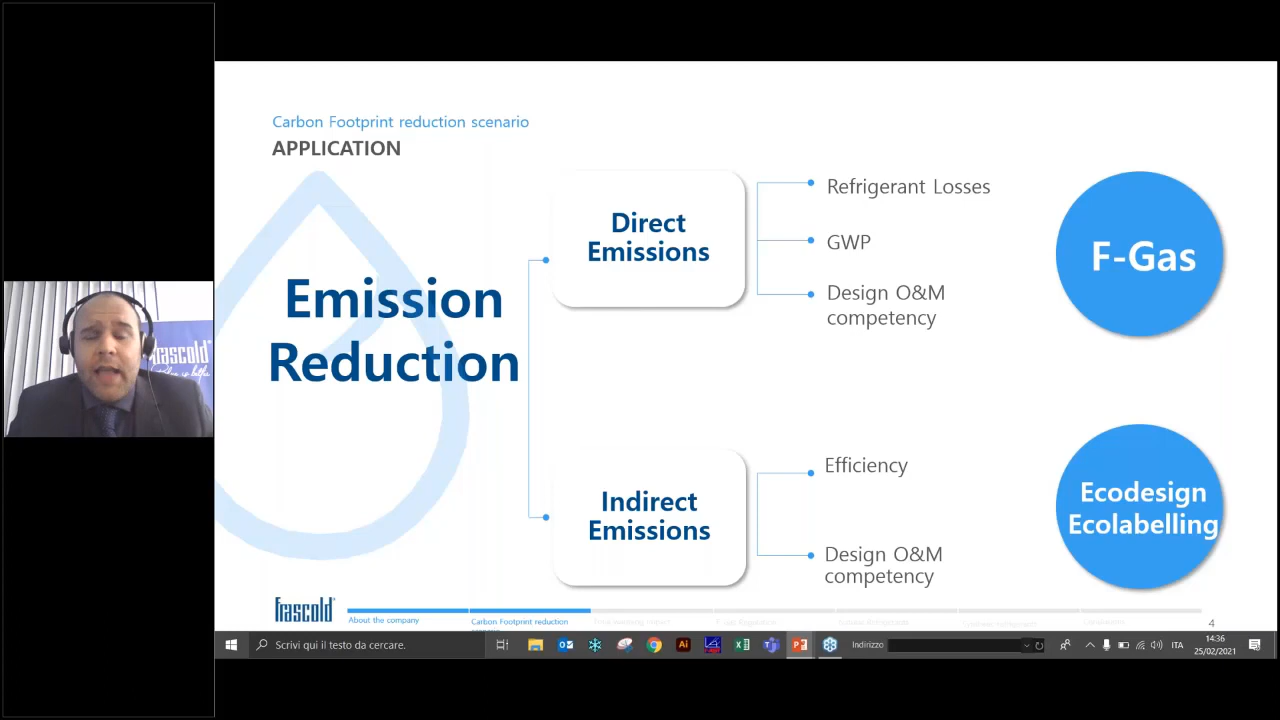 Carbon Footprint reduction scenario
APPLICATION
Emission
Reduction
Direct
Emissions
Refrigerant Losses
GWP
Design O&M
competency
F-Gas
Indirect
Emissions
Efficiency
Design O&M
competency
Ecodesign
Ecolabelling
frascold
frascold
About the company
Carbon Footprint reduction
scenario
4
Scrivi qui il testo da cercare.
Indirizzo
ITA
14:36
25/02/2021